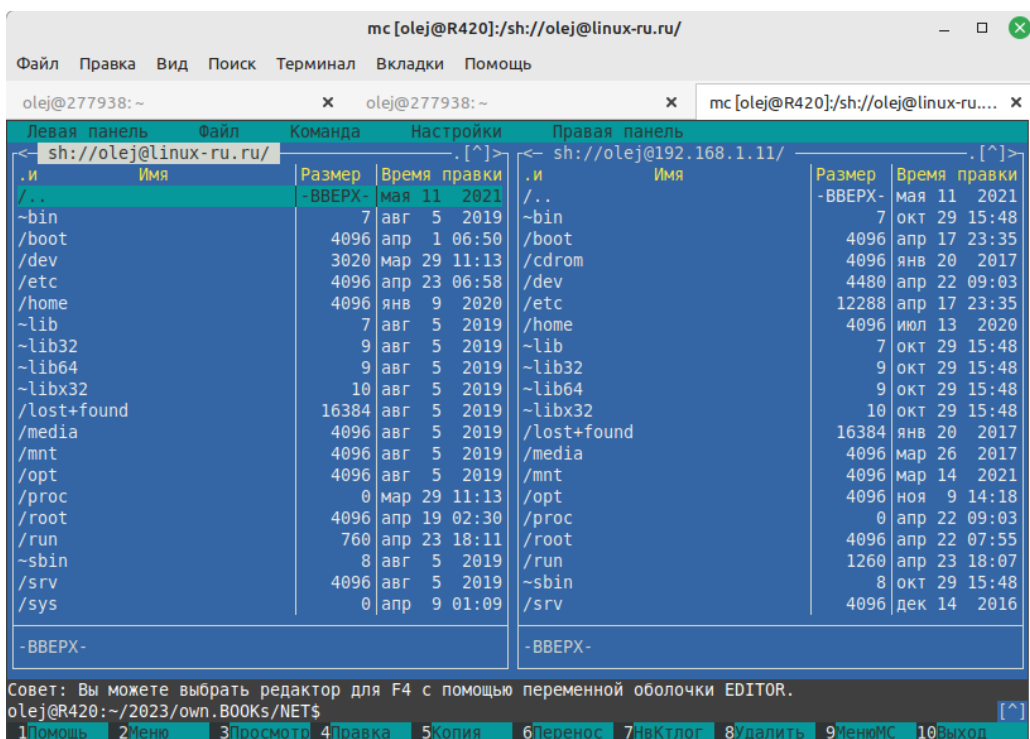 mc [olej@R420]:/sh://olej@linux-ru.ru/
Файл Правка Вид Поиск Терминал Вкладки Помощь
olej@277938: ~ × olej@277938: ~ × mc [olej@R420]:/sh://olej@linux-ru.... ×
Левая панель Файл Команда Настройки Правая панель
<— sh://olej@linux-ru.ru/ .[^]> <— sh://olej@192.168.1.11/ .[^]>
.и Имя Размер Время правки .и Имя Размер Время правки
/.. -ВВЕРХ- мая 11 2021 /.. -ВВЕРХ- мая 11 2021
~bin 7 авг 5 2019 ~bin 7 окт 29 15:48
/boot 4096 апр 1 06:50 /boot 4096 апр 17 23:35
/dev 3020 мар 29 11:13 /cdrom 4096 янв 20 2017
/etc 4096 апр 23 06:58 /dev 4480 апр 22 09:03
/home 4096 янв 9 2020 /etc 12288 апр 17 23:35
~lib 7 авг 5 2019 /home 4096 июл 13 2020
~lib32 9 авг 5 2019 ~lib 7 окт 29 15:48
~lib64 9 авг 5 2019 ~lib32 9 окт 29 15:48
~libx32 10 авг 5 2019 ~lib64 9 окт 29 15:48
/lost+found 16384 авг 5 2019 ~libx32 10 окт 29 15:48
/media 4096 авг 5 2019 /lost+found 16384 янв 20 2017
/mnt 4096 авг 5 2019 /media 4096 мар 26 2017
/opt 4096 авг 5 2019 /mnt 4096 мар 14 2021
/proc 0 мар 29 11:13 /opt 4096 ноя 9 14:18
/root 4096 апр 19 02:30 /proc 0 апр 22 09:03
/run 760 апр 23 18:11 /root 4096 апр 22 07:55
~sbin 8 авг 5 2019 /run 1260 апр 23 18:07
/srv 4096 авг 5 2019 ~sbin 8 окт 29 15:48
/sys 0 апр 9 01:09 /srv 4096 дек 14 2016
-ВВЕРХ- -ВВЕРХ-
Совет: Вы можете выбрать редактор для F4 с помощью переменной оболочки EDITOR.
olej@R420:~/2023/own.BOOKs/NET$ [^]
1Помощь 2Меню 3Просмотр 4Правка 5Копия 6Перенос 7НвКтлог 8Удалить 9МенюМС 10Выход